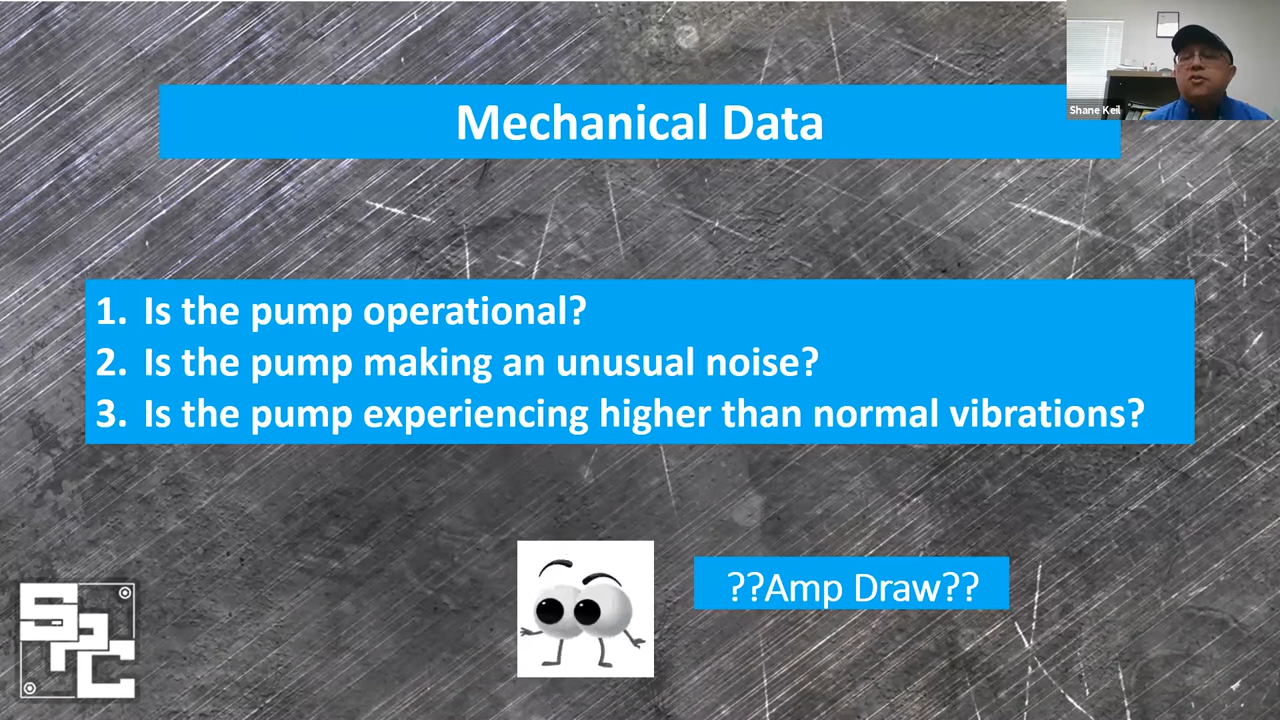 Mechanical Data
Shane Keil
1. Is the pump operational?
2. Is the pump making an unusual noise?
3. Is the pump experiencing higher than normal vibrations?
??Amp Draw??
SPC